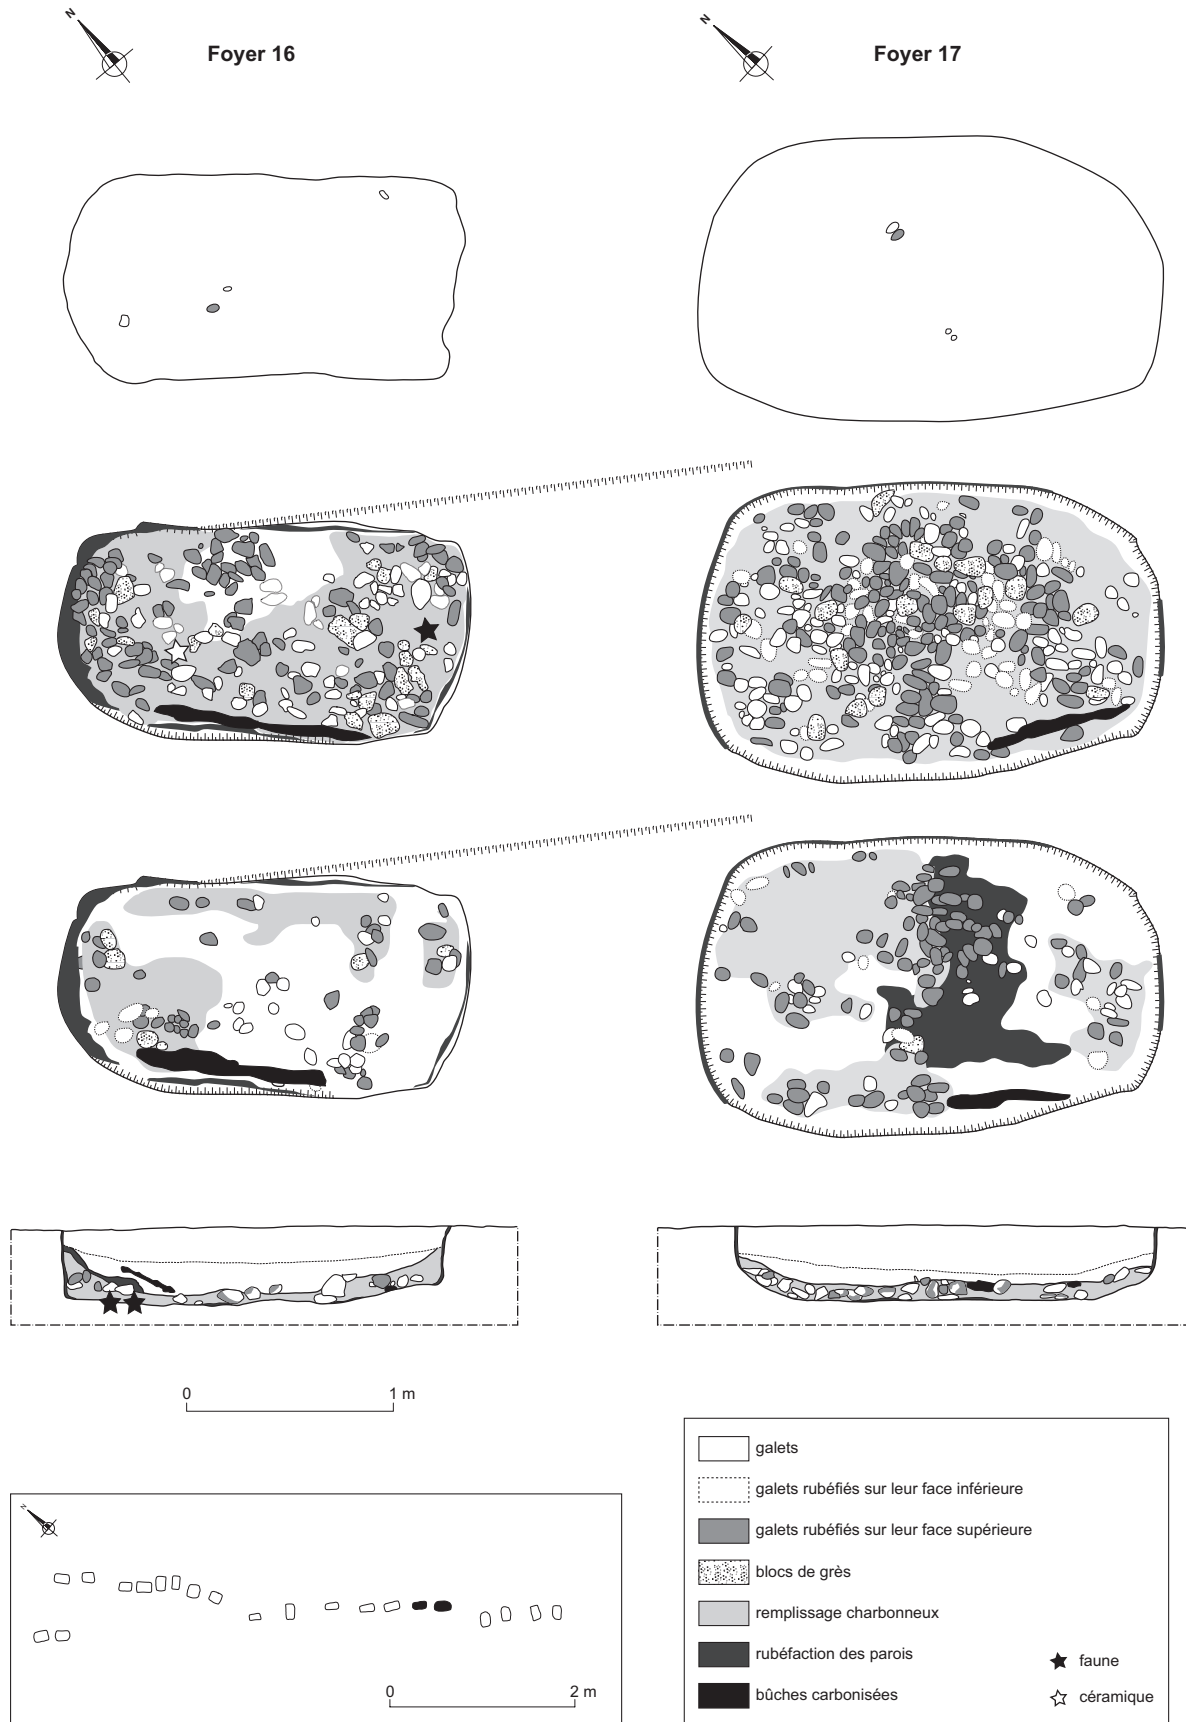 N
Foyer 16
N
Foyer 17
0 1 m
N
0 2 m
galets
galets rubéfiés sur leur face inférieure
galets rubéfiés sur leur face supérieure
blocs de grès
remplissage charbonneux
rubéfaction des parois
bûches carbonisées
faune
céramique